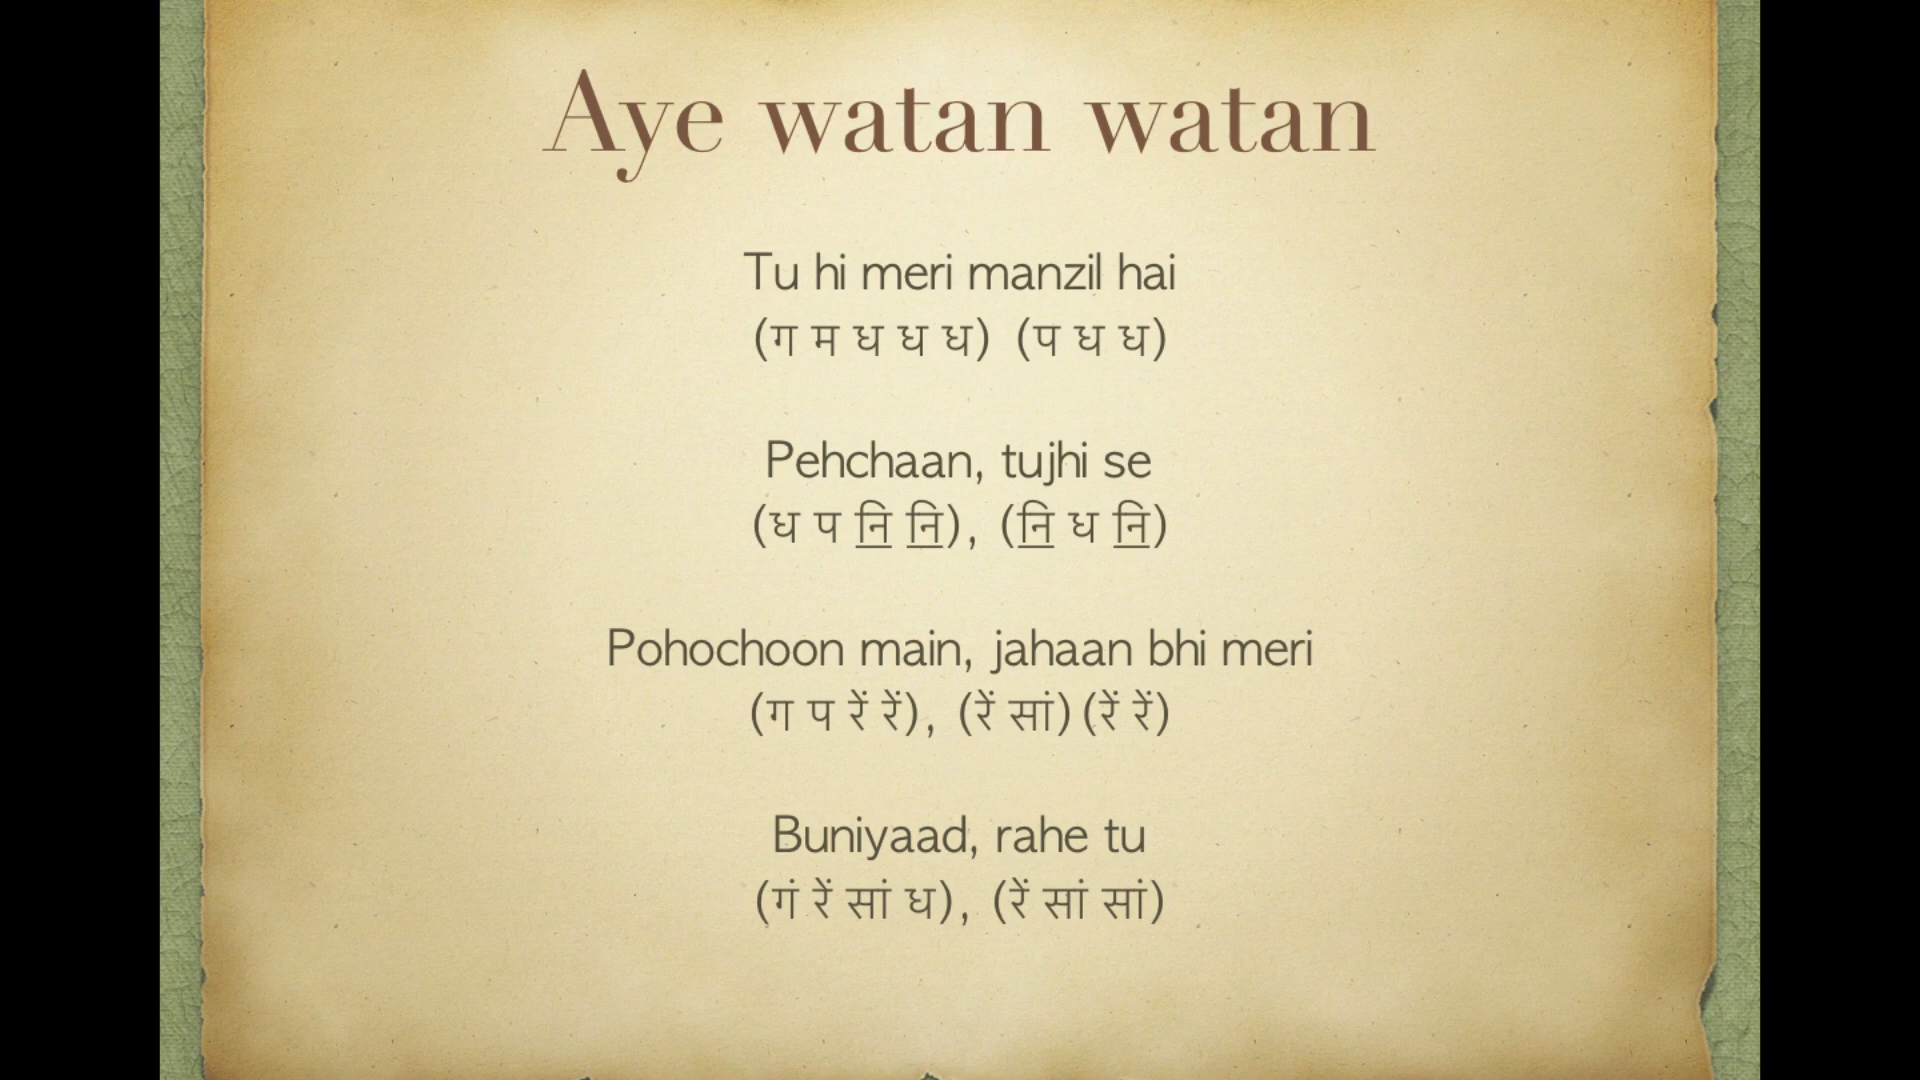 Aye watan watan
Tu hi meri manzil hai
(ग म ध ध ध) (प ध ध)
Pehchaan, tujhi se
(ध प नि नि), (नि ध नि)
Pohochoon main, jahaan bhi meri
(ग प रें रें), (रें सां) (रें रें)
Buniyaad, rahe tu
(गं रें सां ध), (रें सां सां)